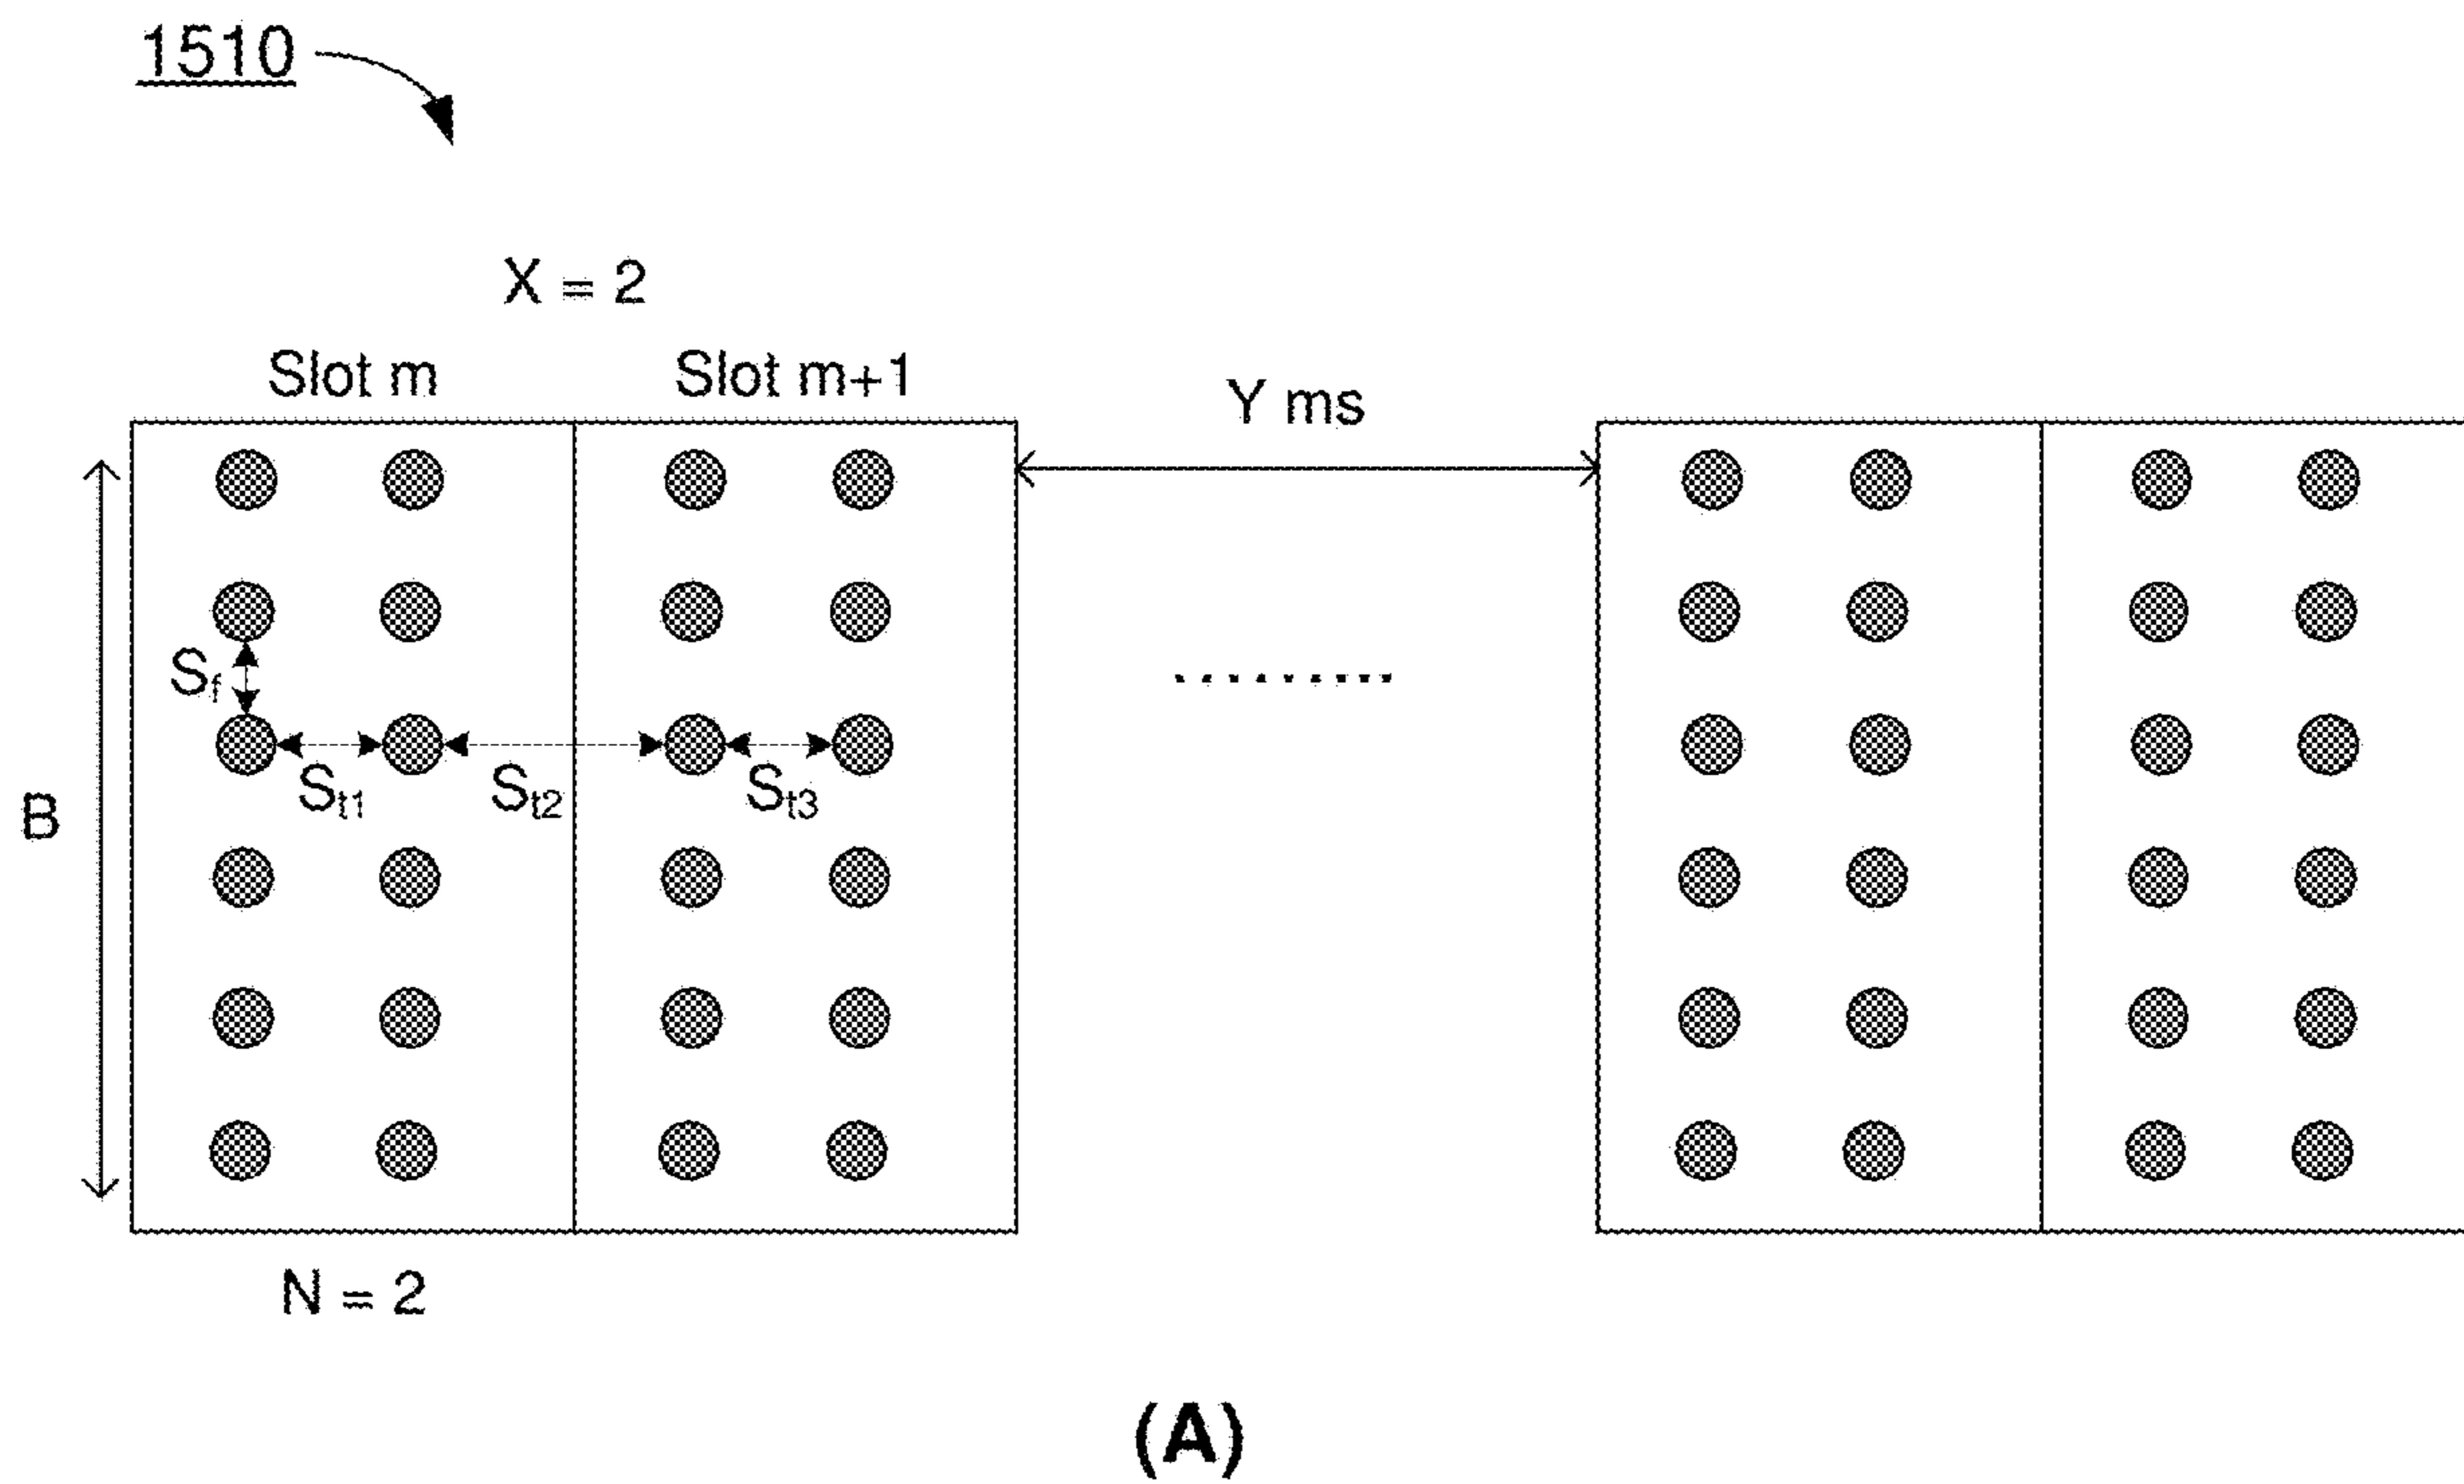 1510
X = 2
Slot m Slot m+1
Y ms
.........
Sf
St1 St2 St3
B
N = 2
(A)